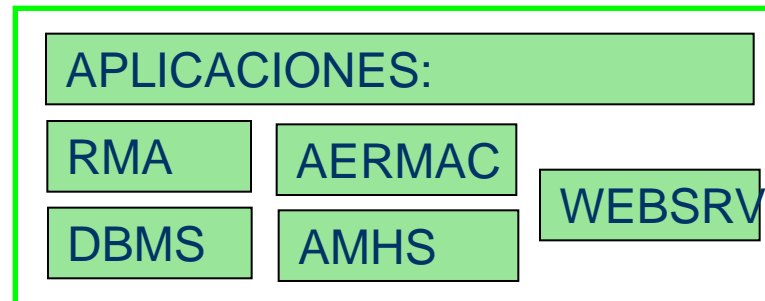 APLICACIONES:
RMA
AERMAC
WEBSRV
DBMS
AMHS